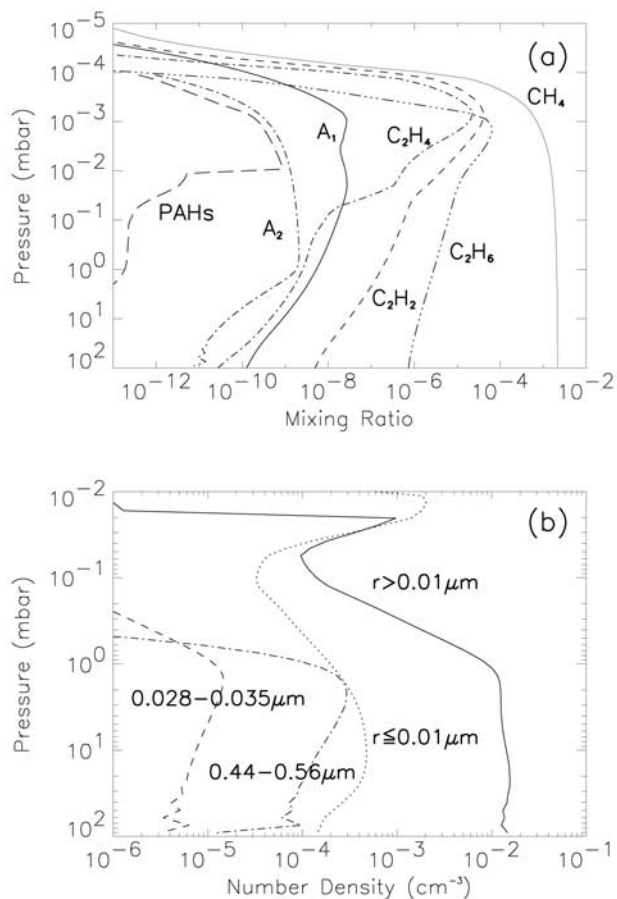 (a)
10⁻⁵
10⁻⁴
10⁻³
10⁻²
10⁻¹
10⁰
10¹
10²
Pressure (mbar)
CH₄
A₁
C₂H₄
PAHs
A₂
C₂H₆
C₂H₂
10⁻¹² 10⁻¹⁰ 10⁻⁸ 10⁻⁶ 10⁻⁴ 10⁻²
Mixing Ratio
(b)
10⁻²
10⁻¹
10⁰
10¹
10²
Pressure (mbar)
r>0.01μm
0.028−0.035μm
r≦0.01μm
0.44−0.56μm
10⁻⁶ 10⁻⁵ 10⁻⁴ 10⁻³ 10⁻² 10⁻¹
Number Density (cm⁻³)